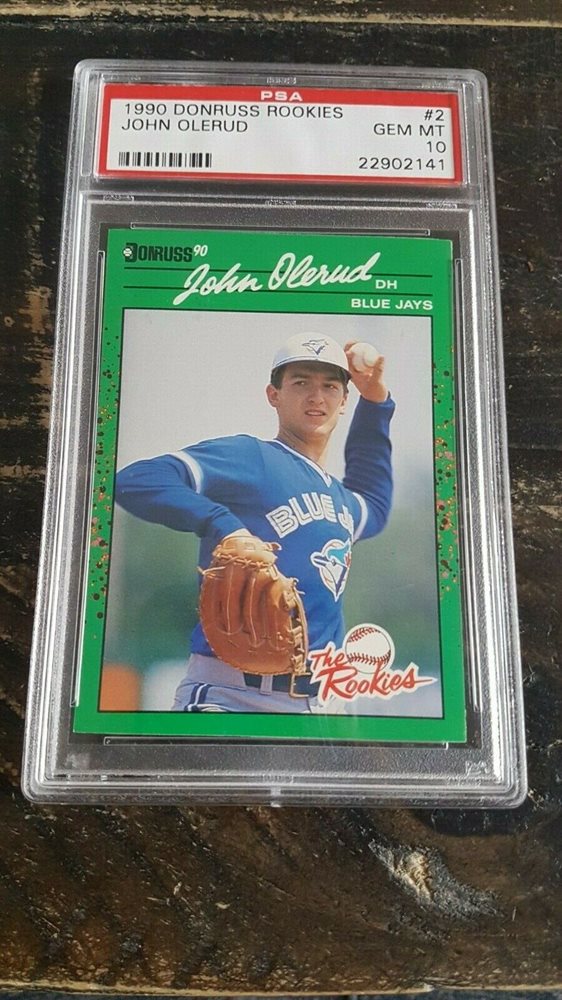 PSA
1990 DONRUSS ROOKIES #2
JOHN OLERUD GEM MT
10
22902141
DONRUSS 90
John Olerud DH
BLUE JAYS
BLUE J
The
Rookies